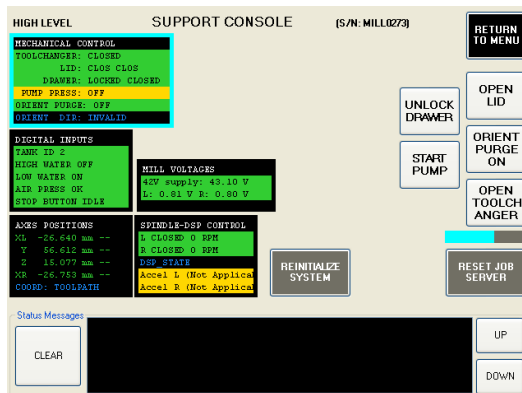 HIGH LEVEL
SUPPORT CONSOLE
(S/N: MILL0273)
RETURN
TO MENU
MECHANICAL CONTROL
TOOLCHANGER: CLOSED
LID: CLOS CLOS
DRAWER: LOCKED CLOSED
PUMP PRESS: OFF
ORIENT PURGE: OFF
ORIENT DIR: INVALID
UNLOCK
DRAWER
OPEN
LID
START
PUMP
ORIENT
PURGE
ON
OPEN
TOOLCH
ANGER
DIGITAL INPUTS
TANK ID 2
HIGH WATER OFF
LOW WATER ON
AIR PRESS OK
STOP BUTTON IDLE
MILL VOLTAGES
42V supply: 43.10 V
L: 0.81 V R: 0.80 V
AXES POSITIONS
XL -26.640 mm --
Y 56.612 mm --
Z 15.077 mm --
XR -26.753 mm --
COORD: TOOLPATH
SPINDLE-DSP CONTROL
L CLOSED 0 RPM
R CLOSED 0 RPM
DSP_STATE
Accel L (Not Applica
Accel R (Not Applica
REINITIALIZE
SYSTEM
RESET JOB
SERVER
Status Messages
CLEAR
UP
DOWN